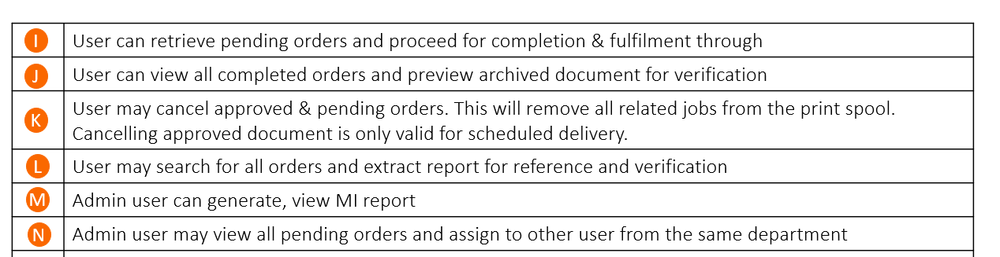 I User can retrieve pending orders and proceed for completion & fulfilment through
J User can view all completed orders and preview archived document for verification
K User may cancel approved & pending orders. This will remove all related jobs from the print spool.
Cancelling approved document is only valid for scheduled delivery.
L User may search for all orders and extract report for reference and verification
M Admin user can generate, view MI report
N Admin user may view all pending orders and assign to other user from the same department